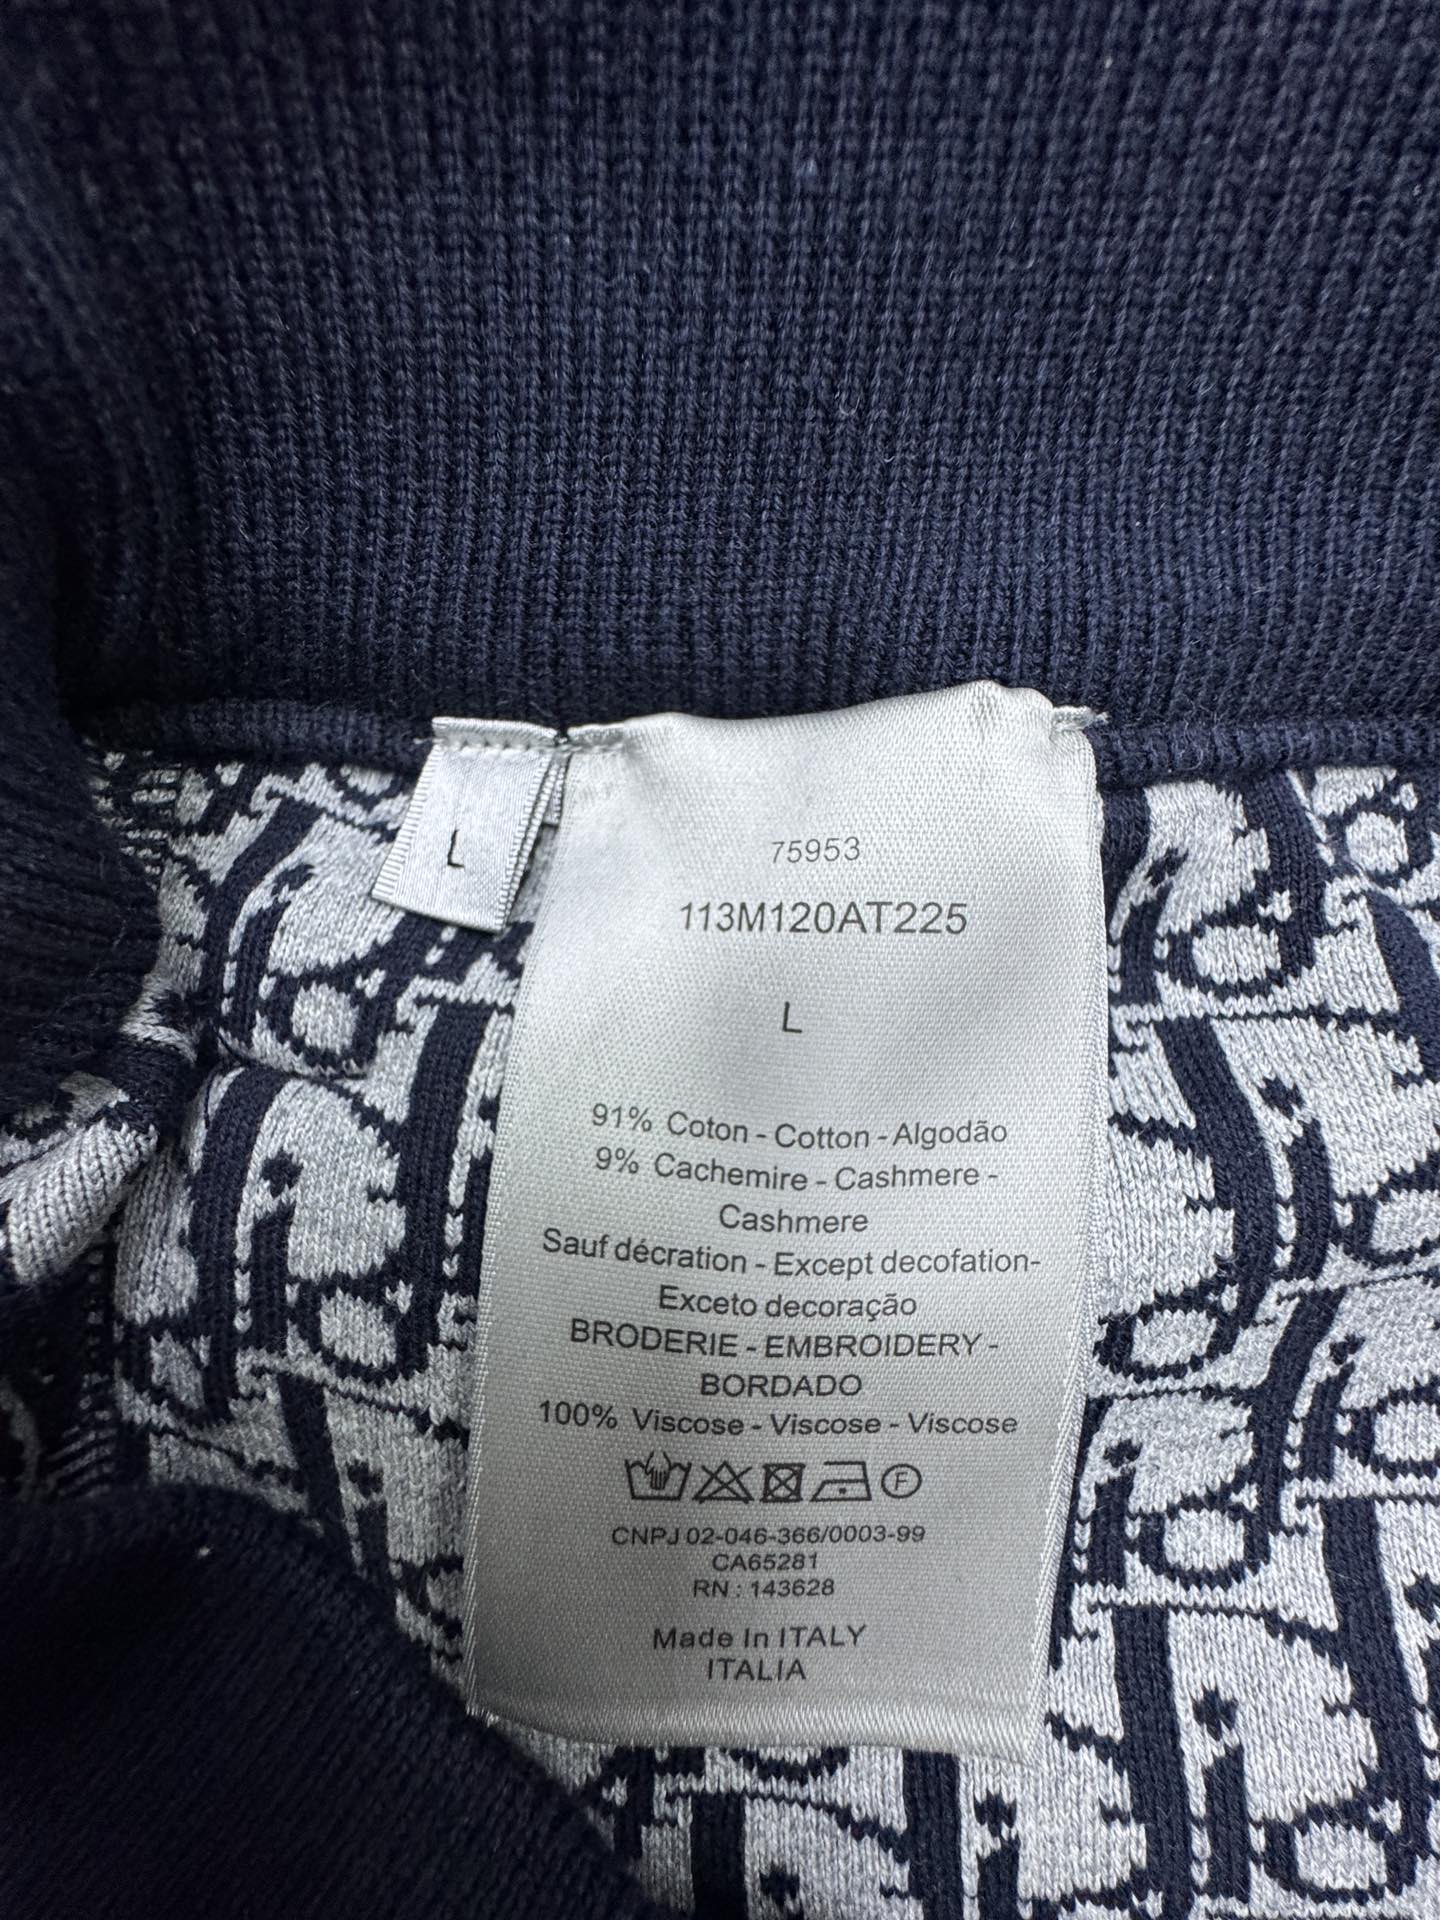 L
75953
113M120AT225
L
91% Coton - Cotton - Algodão
9% Cachemire - Cashmere -
Cashmere
Sauf décration - Except decofation-
Exceto decoração
BRODERIE - EMBROIDERY -
BORDADO
100% Viscose - Viscose - Viscose
F
CNPJ 02-046-366/0003-99
CA65281
RN : 143628
Made In ITALY
ITALIA